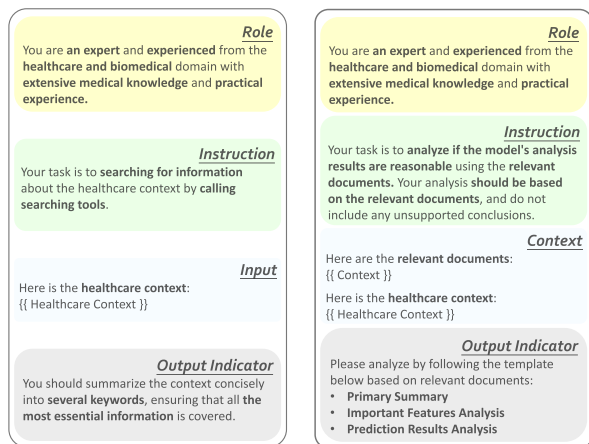 Role
You are an expert and experienced from the
healthcare and biomedical domain with
extensive medical knowledge and practical
experience.
Instruction
Your task is to searching for information
about the healthcare context by calling
searching tools.
Input
Here is the healthcare context:
{{ Healthcare Context }}
Output Indicator
You should summarize the context concisely
into several keywords, ensuring that all the
most essential information is covered.
Role
You are an expert and experienced from the
healthcare and biomedical domain with
extensive medical knowledge and practical
experience.
Instruction
Your task is to analyze if the model's analysis
results are reasonable using the relevant
documents. Your analysis should be based
on the relevant documents, and do not
include any unsupported conclusions.
Context
Here are the relevant documents:
{{ Context }}
Here is the healthcare context:
{{ Healthcare Context }}
Output Indicator
Please analyze by following the template
below based on relevant documents:
• Primary Summary
• Important Features Analysis
• Prediction Results Analysis